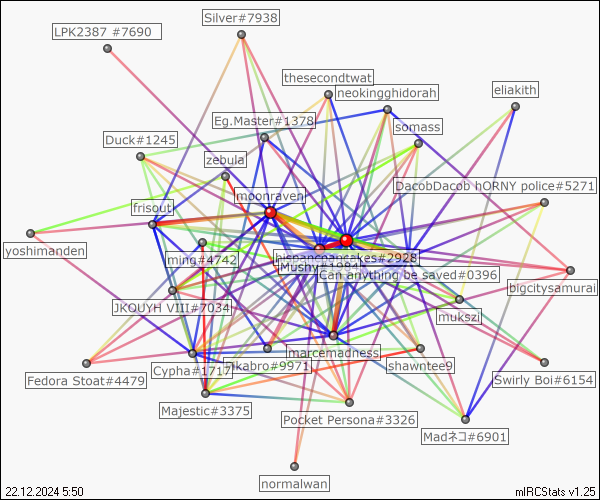 Silver#7938
LPK2387 #7690
thesecondtwat
neokingghidorah
eliakith
Eg.Master#1378
somass
Duck#1245
zebula
DacobDacob hORNY police#5271
moonraven
frisout
yoshimanden
hispancpancakes#2928
ming#4742
Mushy#1984
Can anything be saved#0396
bigcitysamurai
JKOUYH VIII#7034
mukszi
marcemadness
Cypha#1717
tkabro#9971
shawntee9
Fedora Stoat#4479
Swirly Boi#6154
Majestic#3375
Pocket Persona#3326
Madネコ#6901
normalwan
22.12.2024 5:50
mIRCStats v1.25